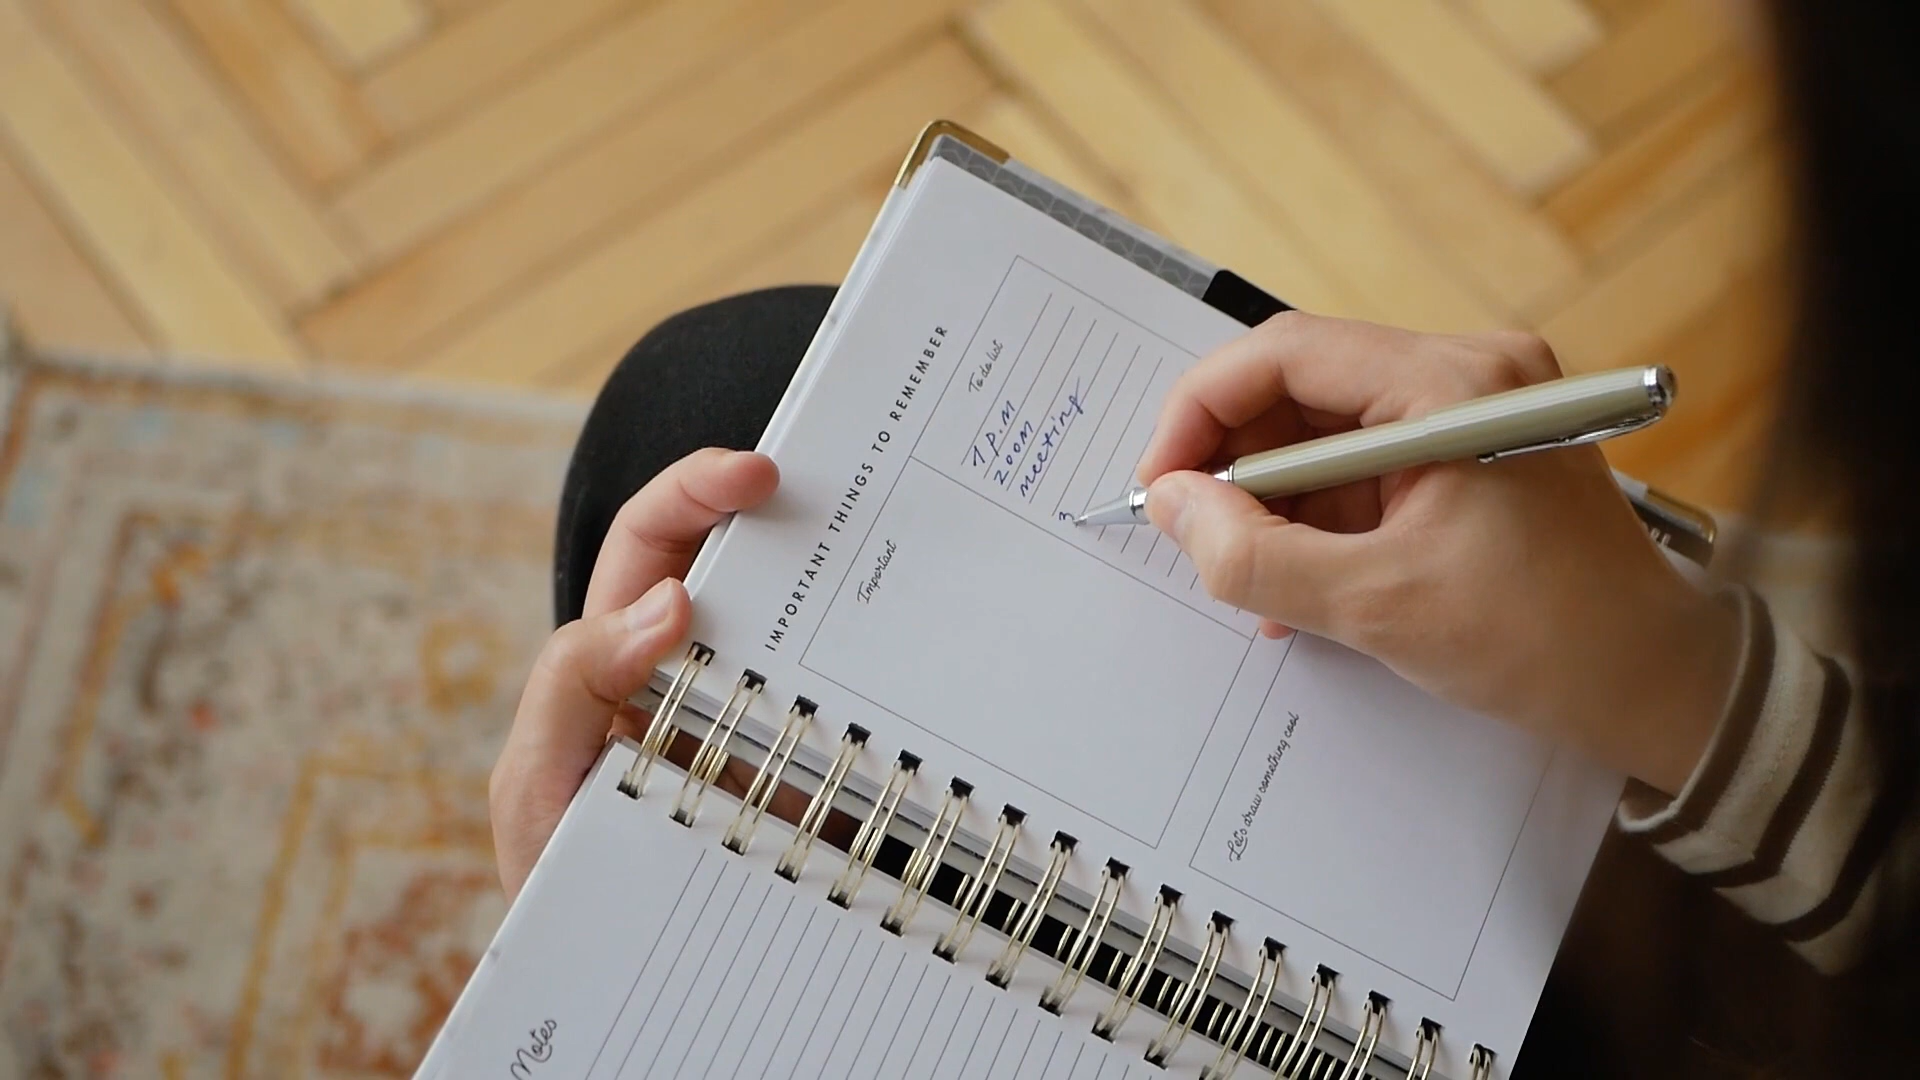 IMPORTANT THINGS TO REMEMBER
To do list
1 P.M
ZOOM
meeting
3
Important
Let's draw something cool
Notes